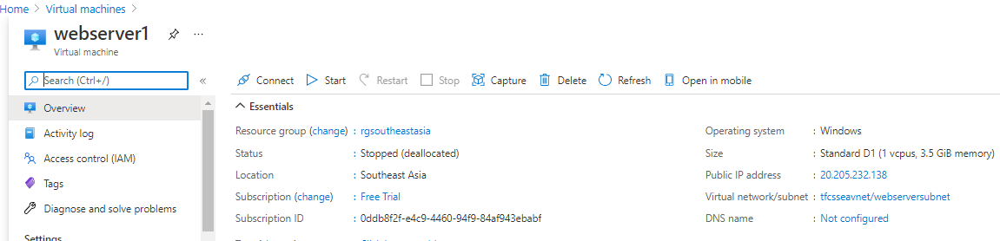 Home > Virtual machines >
webserver1 ...
Virtual machine
Search (Ctrl+/) «
Connect Start Restart Stop Capture Delete Refresh Open in mobile
Overview
Activity log
Access control (IAM)
Tags
Diagnose and solve problems
Settings
Essentials
Resource group (change) : rgsoutheastasia
Status : Stopped (deallocated)
Location : Southeast Asia
Subscription (change) : Free Trial
Subscription ID : 0ddb8f2f-e4c9-4460-94f9-84af943ebabf
Operating system : Windows
Size : Standard D1 (1 vcpus, 3.5 GiB memory)
Public IP address : 20.205.232.138
Virtual network/subnet : tfcsseavnet/webserversubnet
DNS name : Not configured